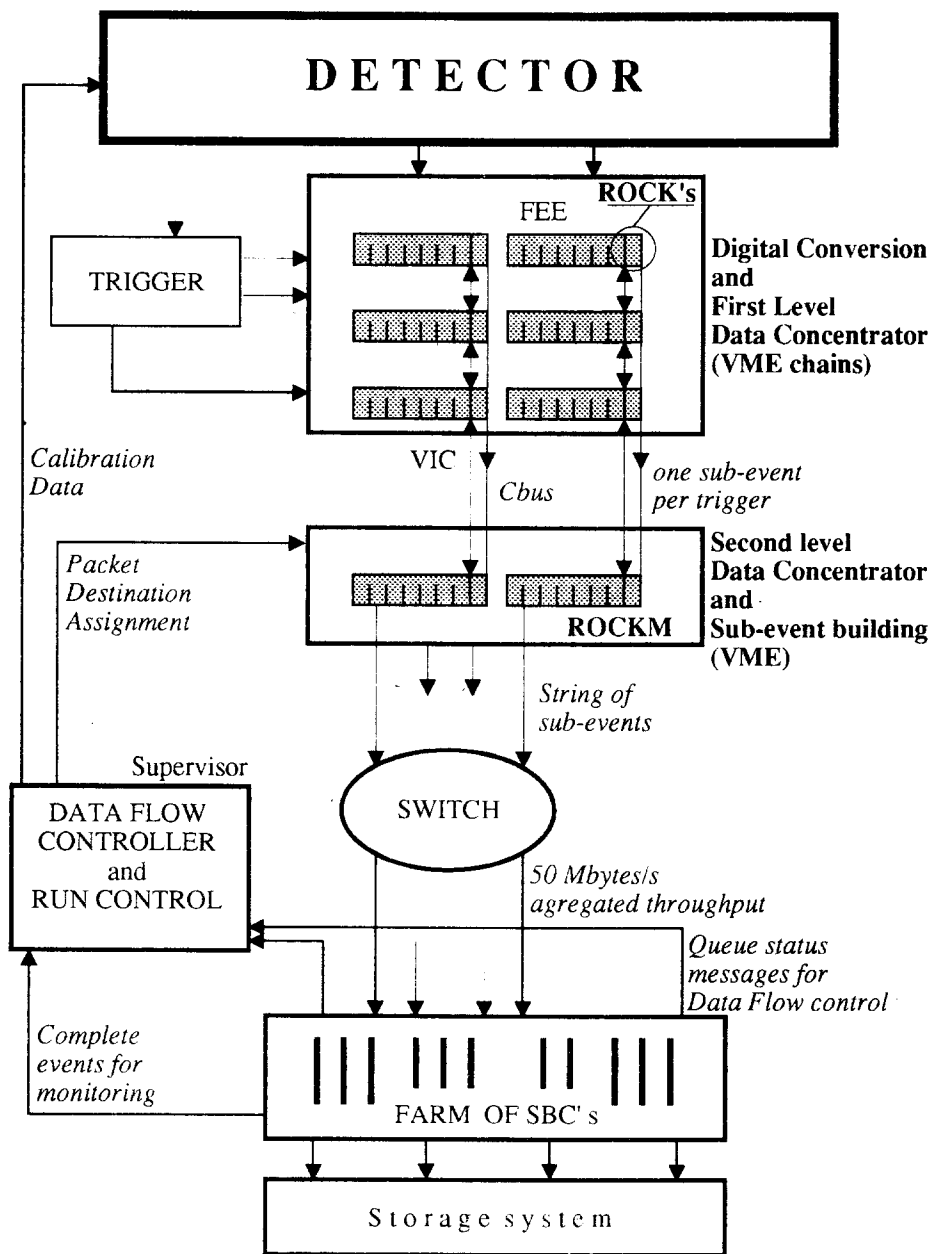 DETECTOR
ROCK's
FEE
TRIGGER
Digital Conversion
and
First Level
Data Concentrator
(VME chains)
Calibration
Data
VIC
Cbus
one sub-event
per trigger
Packet
Destination
Assignment
Second level
Data Concentrator
and
Sub-event building
(VME)
ROCKM
String of
sub-events
Supervisor
DATA FLOW
CONTROLLER
and
RUN CONTROL
SWITCH
50 Mbytes/s
agregated throughput
Queue status
messages for
Data Flow control
Complete
events for
monitoring
FARM OF SBC's
Storage system